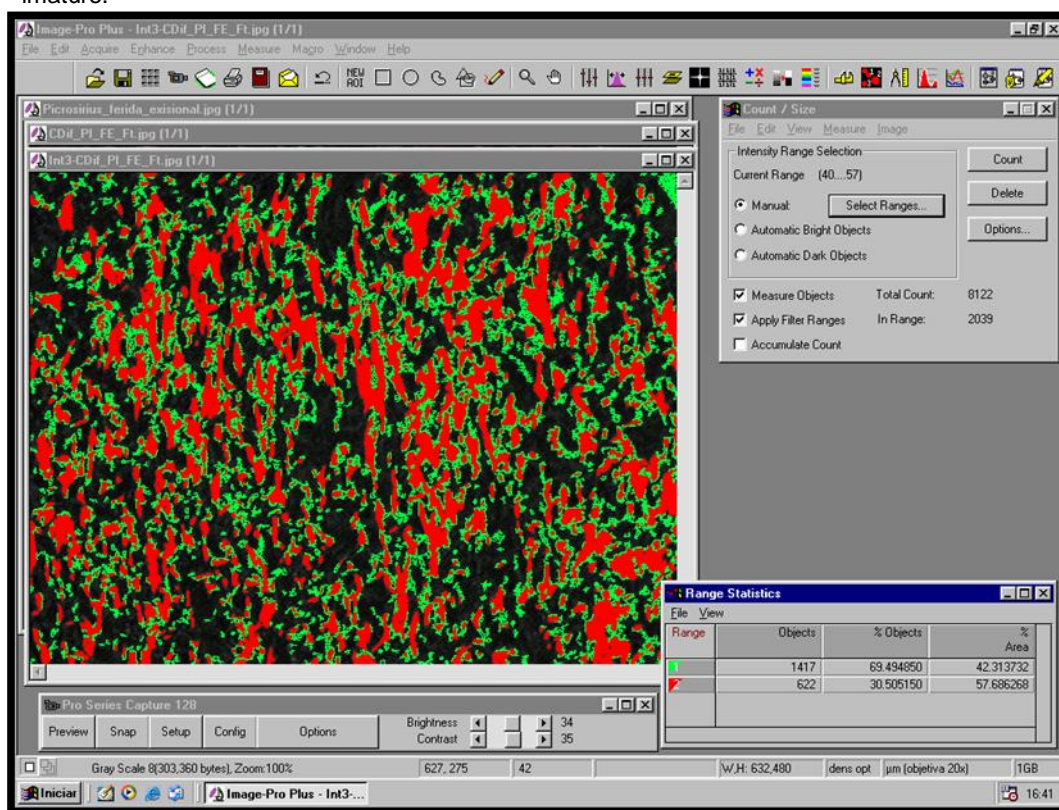 imature.
Image-Pro Plus - Int3-CDif_PI_FE_Ft.jpg (1/1)
File Edit Acquire Enhance Process Measure Macro Window Help
NEW
AOI
Picrosirius_ferida_exisional.jpg (1/1)
CDif_PI_FE_Ft.jpg (1/1)
Int3-CDif_PI_FE_Ft.jpg (1/1)
Count / Size
File Edit View Measure Image
Intensity Range Selection
Current Range (40....57)
Manual: Select Ranges...
Automatic Bright Objects
Automatic Dark Objects
Count
Delete
Options...
Measure Objects Total Count: 8122
Apply Filter Ranges In Range: 2039
Accumulate Count
Range Statistics
File View
Range Objects % Objects % Area
1 1417 69.494850 42.313732
2 622 30.505150 57.686268
Pro Series Capture 128
Preview Snap Setup Config Options
Brightness 34
Contrast 35
Gray Scale 8(303,360 bytes), Zoom:100% 627, 275 42 W,H: 632,480 dens opt µm (objetiva 20x) 1GB
Iniciar Image-Pro Plus - Int3-... 16:41